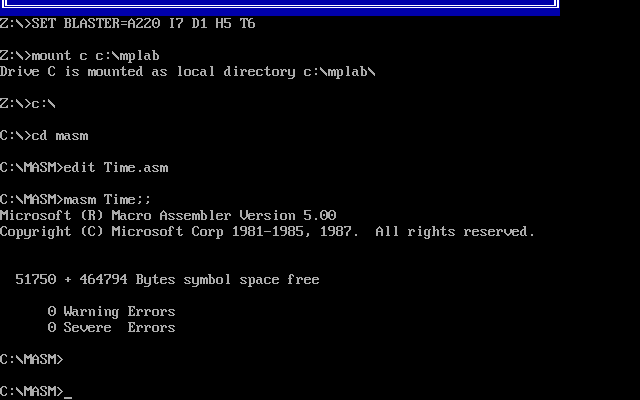 Z:\>SET BLASTER=A220 I7 D1 H5 T6
Z:\>mount c c:\mplab
Drive C is mounted as local directory c:\mplab\
Z:\>c:\
C:\>cd masm
C:\MASM>edit Time.asm
C:\MASM>masm Time;;
Microsoft (R) Macro Assembler Version 5.00
Copyright (C) Microsoft Corp 1981-1985, 1987.  All rights reserved.
51750 + 464794 Bytes symbol space free
0 Warning Errors
0 Severe  Errors
C:\MASM>
C:\MASM>_